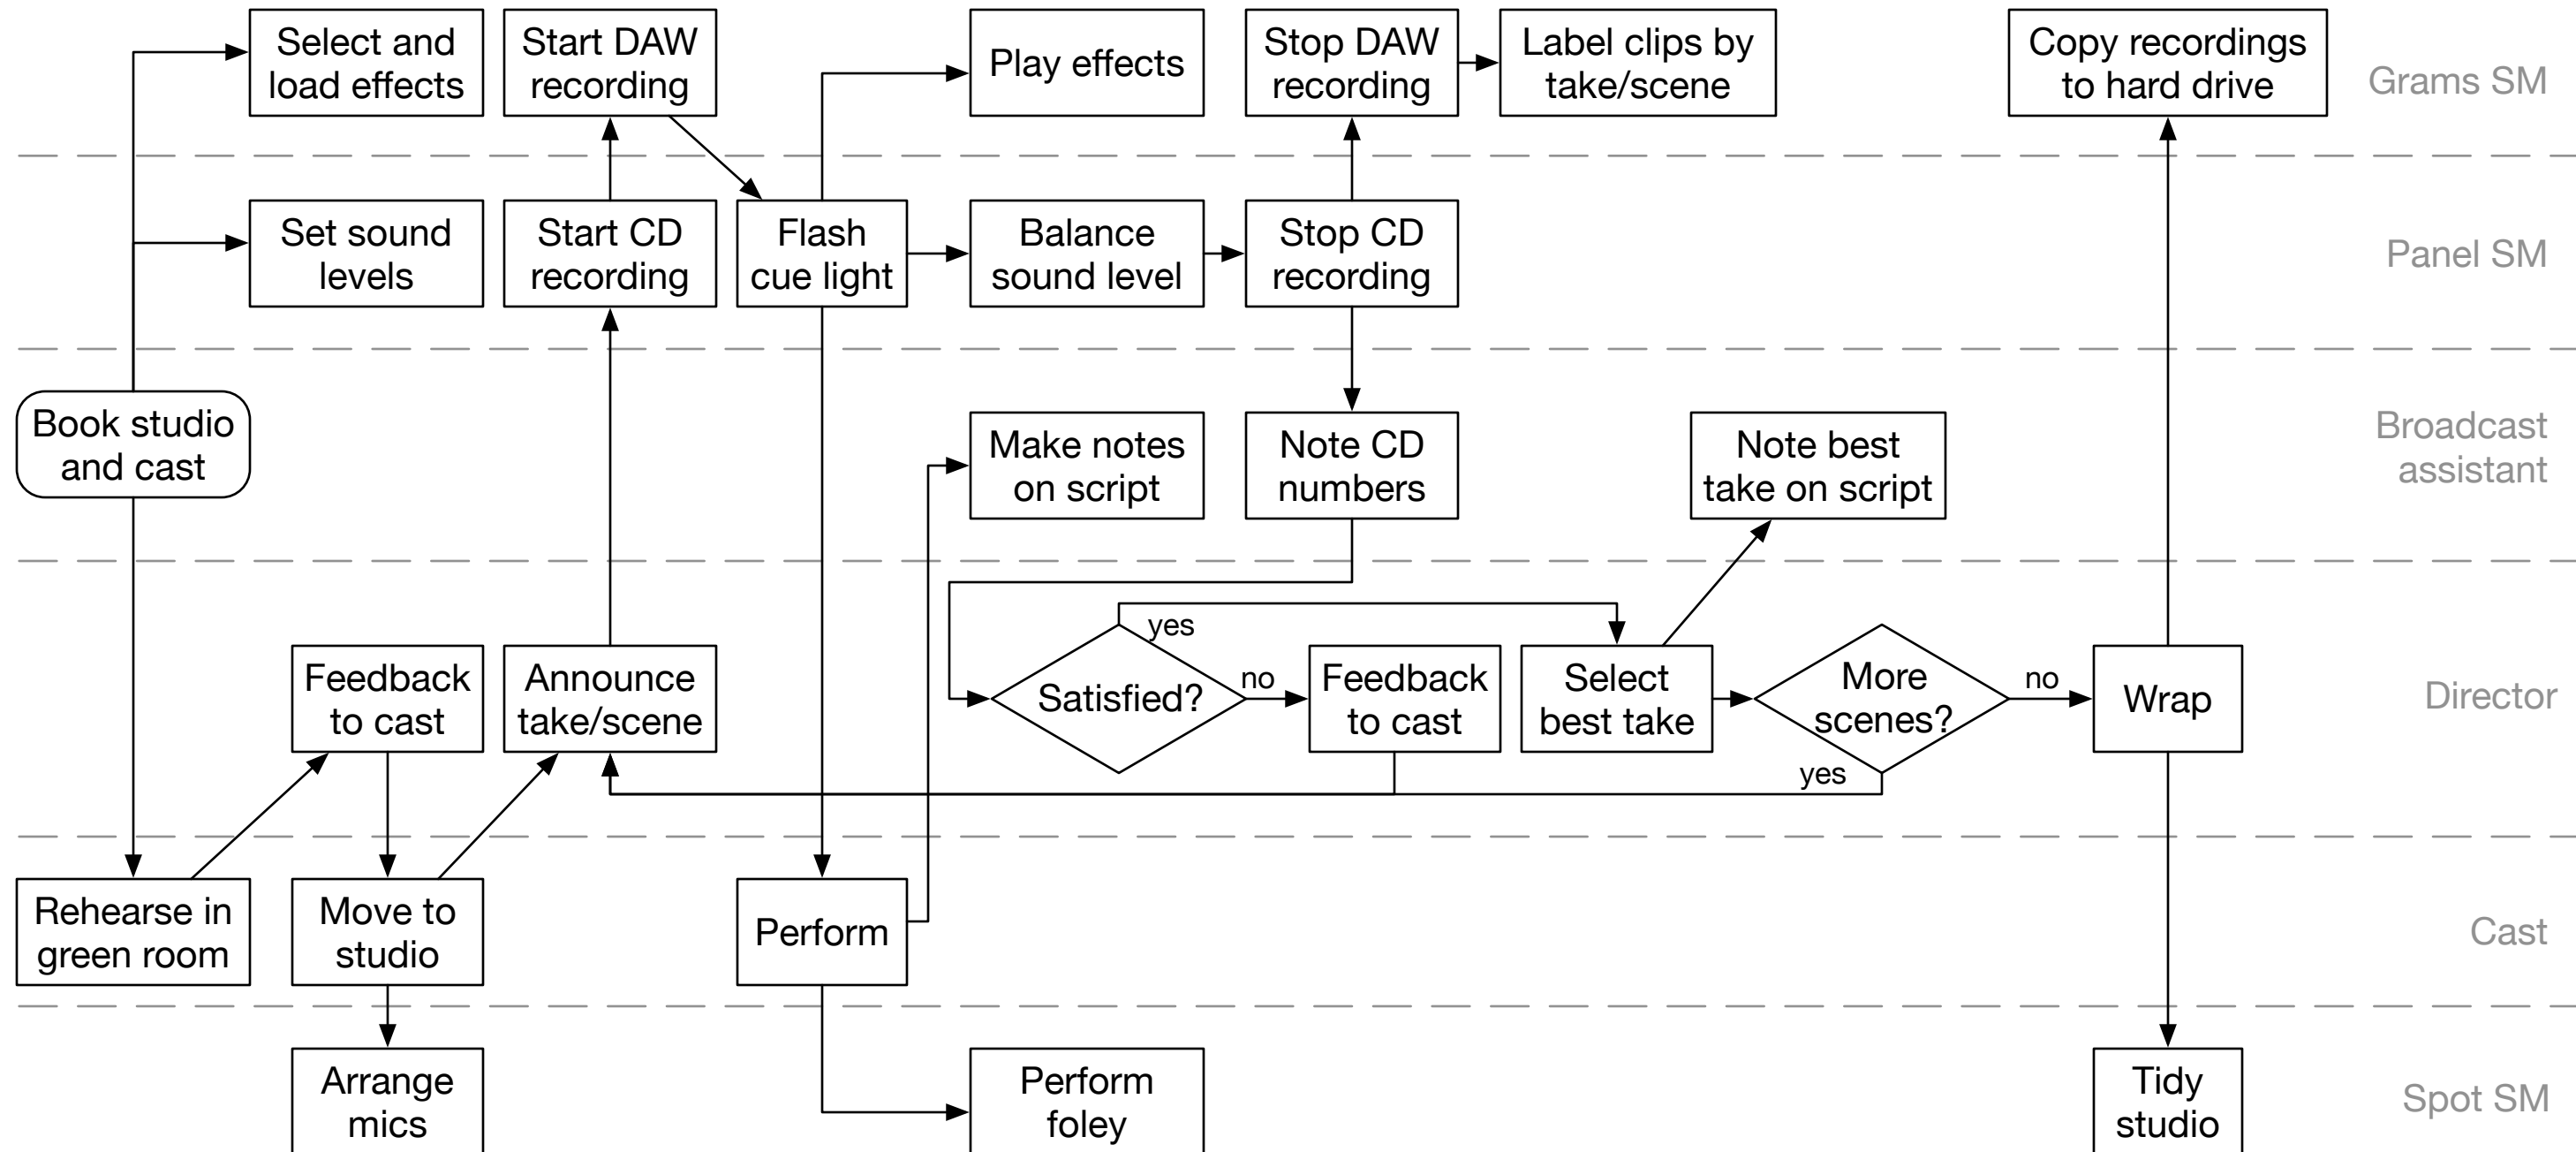 Select and
load effects
Start DAW
recording
Play effects
Stop DAW
recording
Label clips by
take/scene
Copy recordings
to hard drive
Grams SM
Set sound
levels
Start CD
recording
Flash
cue light
Balance
sound level
Stop CD
recording
Panel SM
Book studio
and cast
Make notes
on script
Note CD
numbers
Note best
take on script
Broadcast
assistant
Feedback
to cast
Announce
take/scene
Satisfied?
yes
no
Feedback
to cast
Select
best take
More
scenes?
no
yes
Wrap
Director
Rehearse in
green room
Move to
studio
Perform
Cast
Arrange
mics
Perform
foley
Tidy
studio
Spot SM